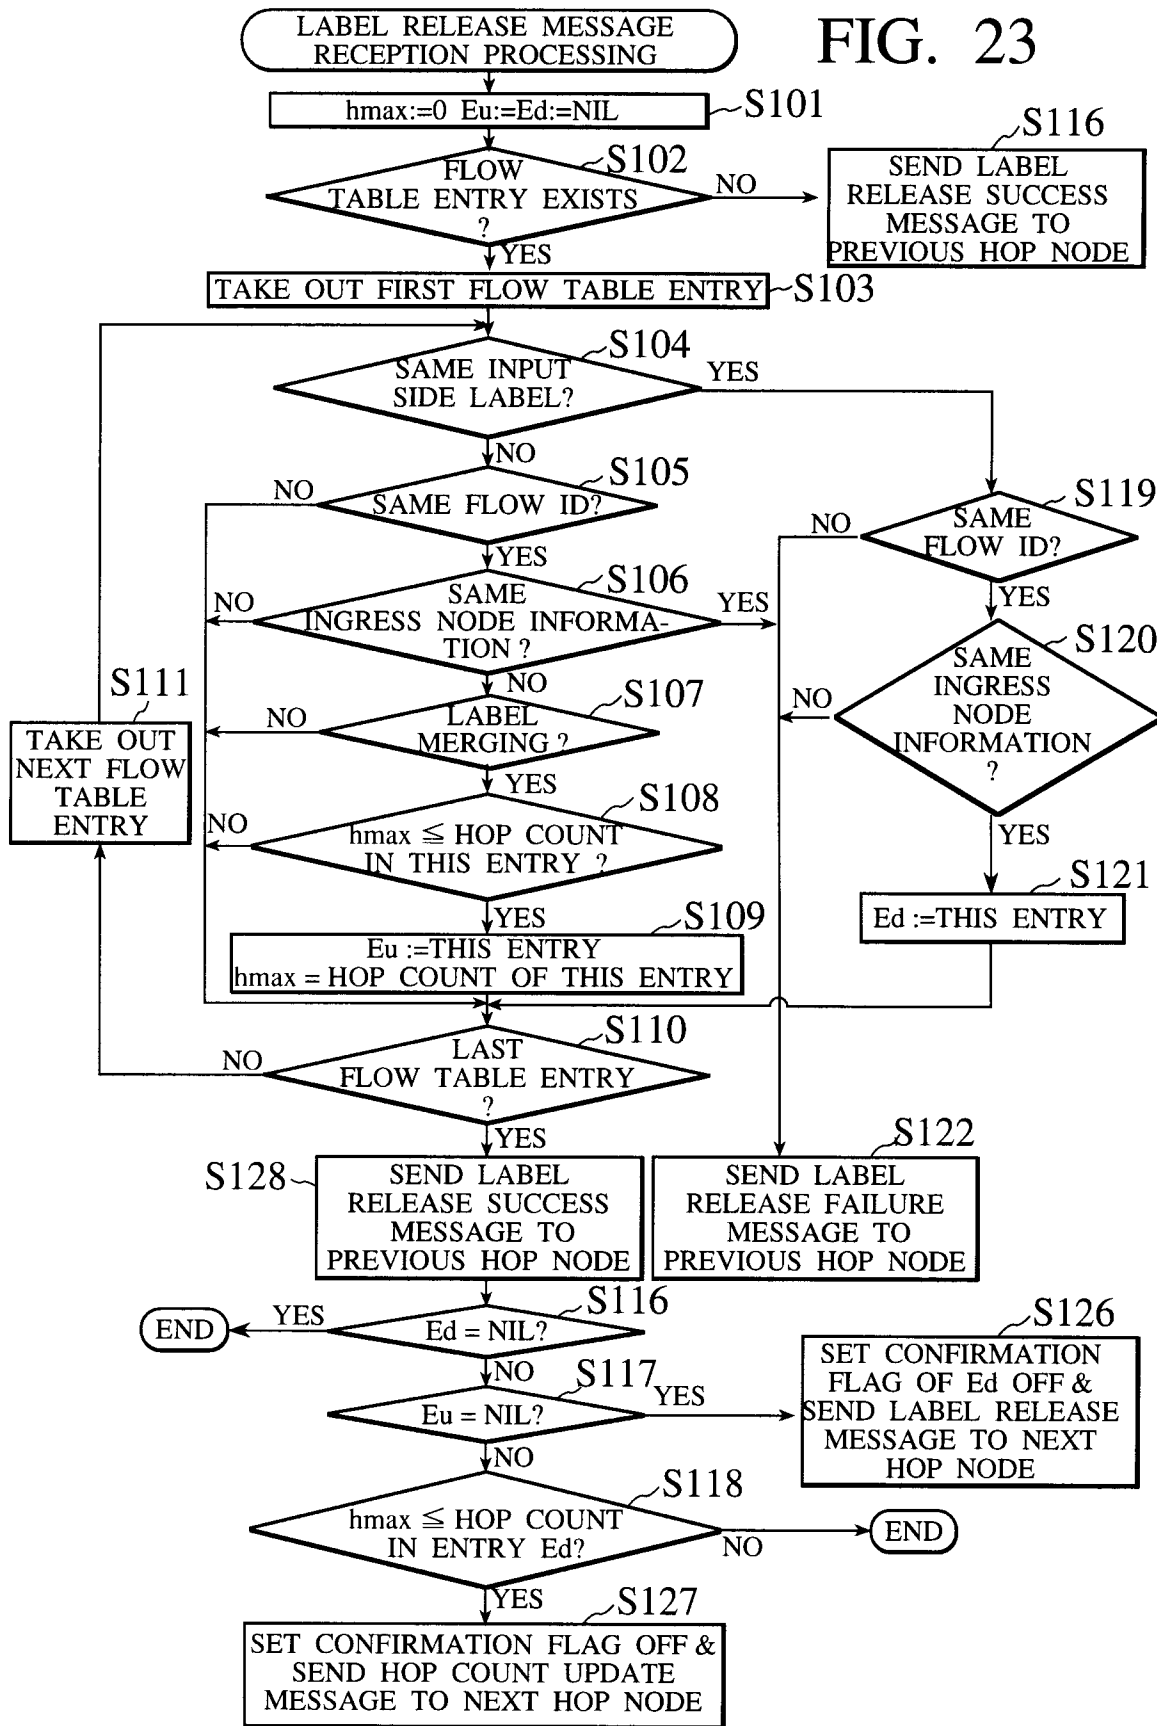 LABEL RELEASE MESSAGE
RECEPTION PROCESSING
FIG. 23
hmax:=0 Eu:=Ed:=NIL
S101
FLOW
TABLE ENTRY EXISTS
?
S102
NO
YES
S116
SEND LABEL
RELEASE SUCCESS
MESSAGE TO
PREVIOUS HOP NODE
TAKE OUT FIRST FLOW TABLE ENTRY
S103
S104
SAME INPUT
SIDE LABEL?
YES
NO
S105
NO
SAME FLOW ID?
YES
S119
NO
SAME
FLOW ID?
YES
S106
NO
SAME
INGRESS NODE INFORMA-
TION ?
YES
NO
S120
NO
SAME
INGRESS
NODE
INFORMATION
?
YES
S107
NO
LABEL
MERGING ?
YES
S111
TAKE OUT
NEXT FLOW
TABLE
ENTRY
S108
NO
hmax ≦ HOP COUNT
IN THIS ENTRY ?
YES
S121
Ed :=THIS ENTRY
S109
Eu :=THIS ENTRY
hmax = HOP COUNT OF THIS ENTRY
S110
NO
LAST
FLOW TABLE ENTRY
?
YES
S128
SEND LABEL
RELEASE SUCCESS
MESSAGE TO
PREVIOUS HOP NODE
S122
SEND LABEL
RELEASE FAILURE
MESSAGE TO
PREVIOUS HOP NODE
S116
END
YES
Ed = NIL?
NO
S117
Eu = NIL?
YES
NO
S126
SET CONFIRMATION
FLAG OF Ed OFF &
SEND LABEL RELEASE
MESSAGE TO NEXT
HOP NODE
S118
hmax ≦ HOP COUNT
IN ENTRY Ed?
NO
END
YES
S127
SET CONFIRMATION FLAG OFF &
SEND HOP COUNT UPDATE
MESSAGE TO NEXT HOP NODE